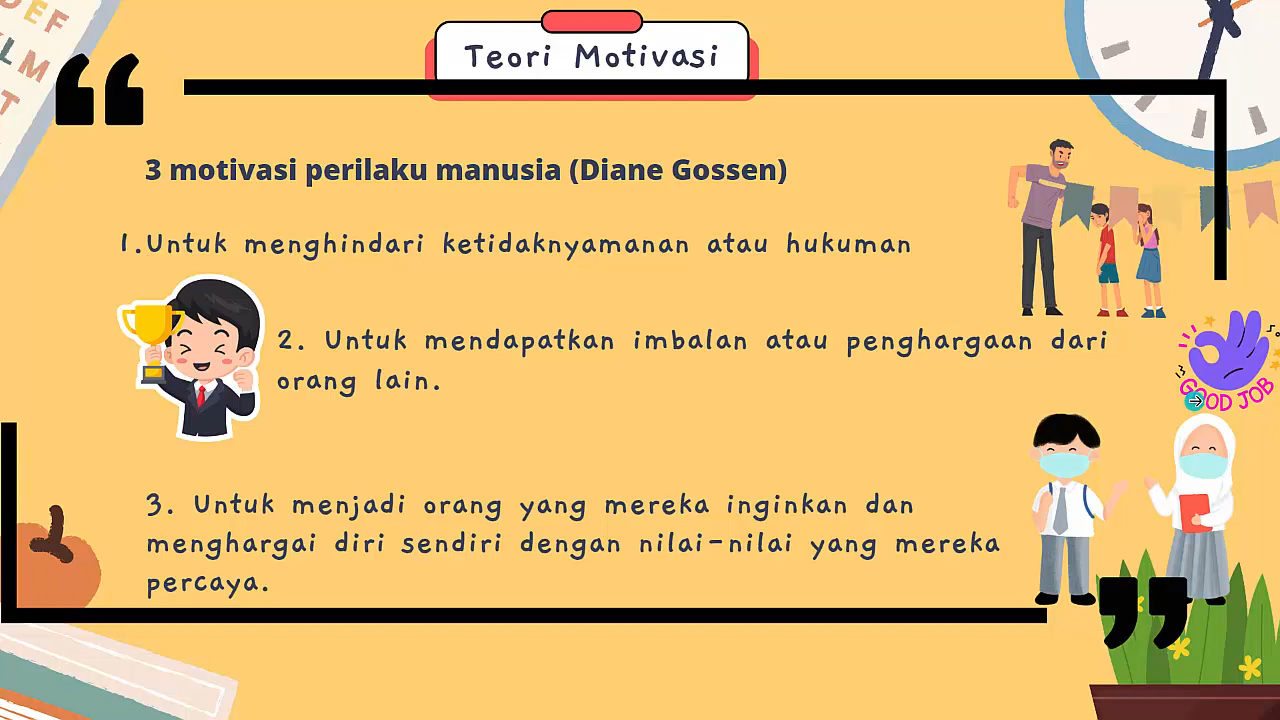 EF
LM
T
Teori Motivasi
3 motivasi perilaku manusia (Diane Gossen)
1.Untuk menghindari ketidaknyamanan atau hukuman
2. Untuk mendapatkan imbalan atau penghargaan dari
orang lain.
GOOD JOB
3. Untuk menjadi orang yang mereka inginkan dan
menghargai diri sendiri dengan nilai-nilai yang mereka
percaya.